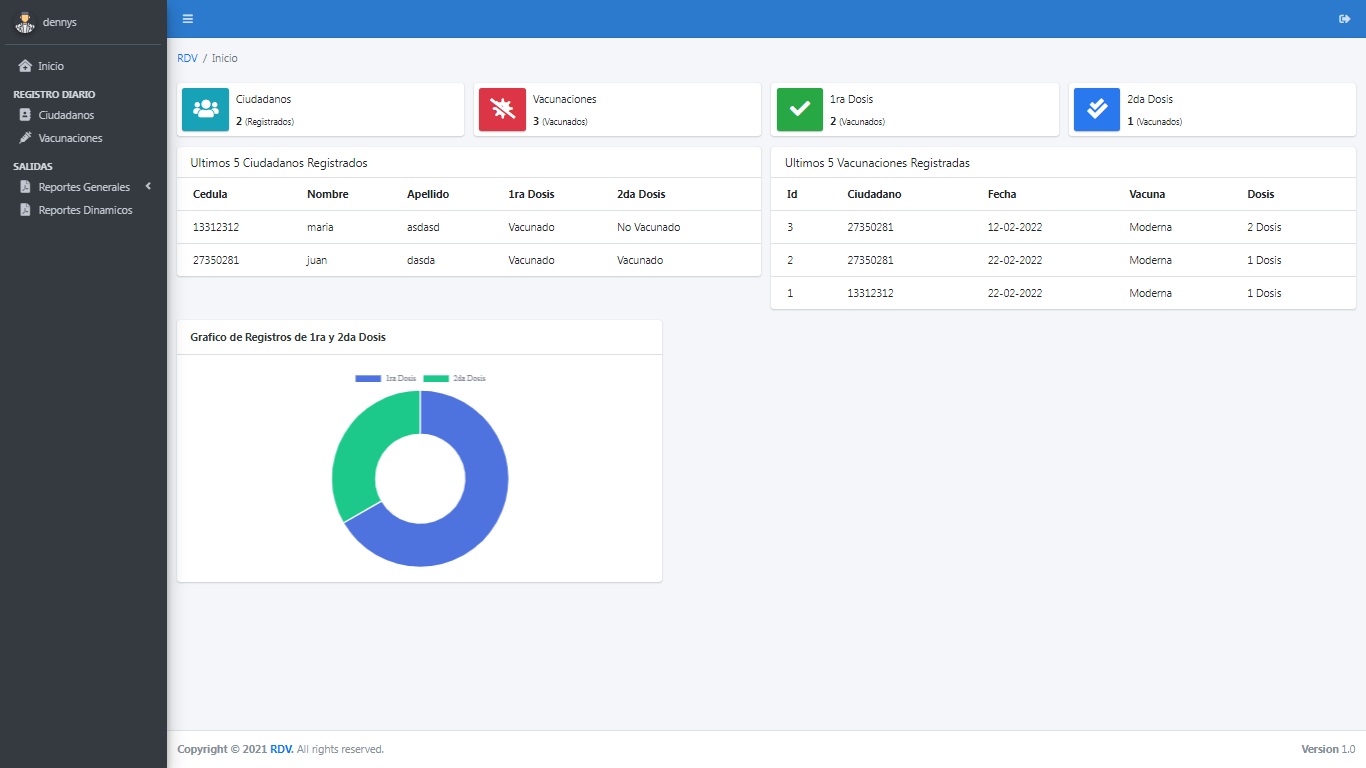 dennys
Inicio
REGISTRO DIARIO
Ciudadanos
Vacunaciones
SALIDAS
Reportes Generales
Reportes Dinamicos
RDV / Inicio
Ciudadanos
2 (Registrados)
Vacunaciones
3 (Vacunados)
1ra Dosis
2 (Vacunados)
2da Dosis
1 (Vacunados)
Ultimos 5 Ciudadanos Registrados
Cedula Nombre Apellido 1ra Dosis 2da Dosis
13312312 maria asdasd Vacunado No Vacunado
27350281 juan dasda Vacunado Vacunado
Ultimos 5 Vacunaciones Registradas
Id Ciudadano Fecha Vacuna Dosis
3 27350281 12-02-2022 Moderna 2 Dosis
2 27350281 22-02-2022 Moderna 1 Dosis
1 13312312 22-02-2022 Moderna 1 Dosis
Grafico de Registros de 1ra y 2da Dosis
1ra Dosis 2da Dosis
Copyright © 2021 RDV. All rights reserved.
Version 1.0